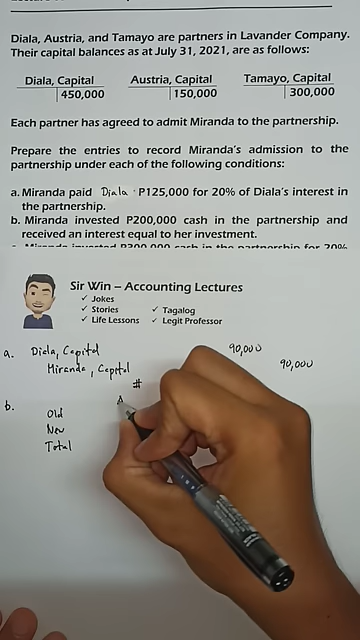 Diala, Austria, and Tamayo are partners in Lavander Company.
Their capital balances as at July 31, 2021, are as follows:
Diala, Capital Austria, Capital Tamayo, Capital
450,000 150,000 300,000
Each partner has agreed to admit Miranda to the partnership.
Prepare the entries to record Miranda's admission to the
partnership under each of the following conditions:
a. Miranda paid Diala P125,000 for 20% of Diala's interest in
the partnership.
b. Miranda invested P200,000 cash in the partnership and
received an interest equal to her investment.
Sir Win – Accounting Lectures
✓ Jokes
✓ Stories ✓ Tagalog
✓ Life Lessons ✓ Legit Professor
a. Diala, Capital 90,000
Miranda, Capital 90,000
#
b. A
Old
New
Total